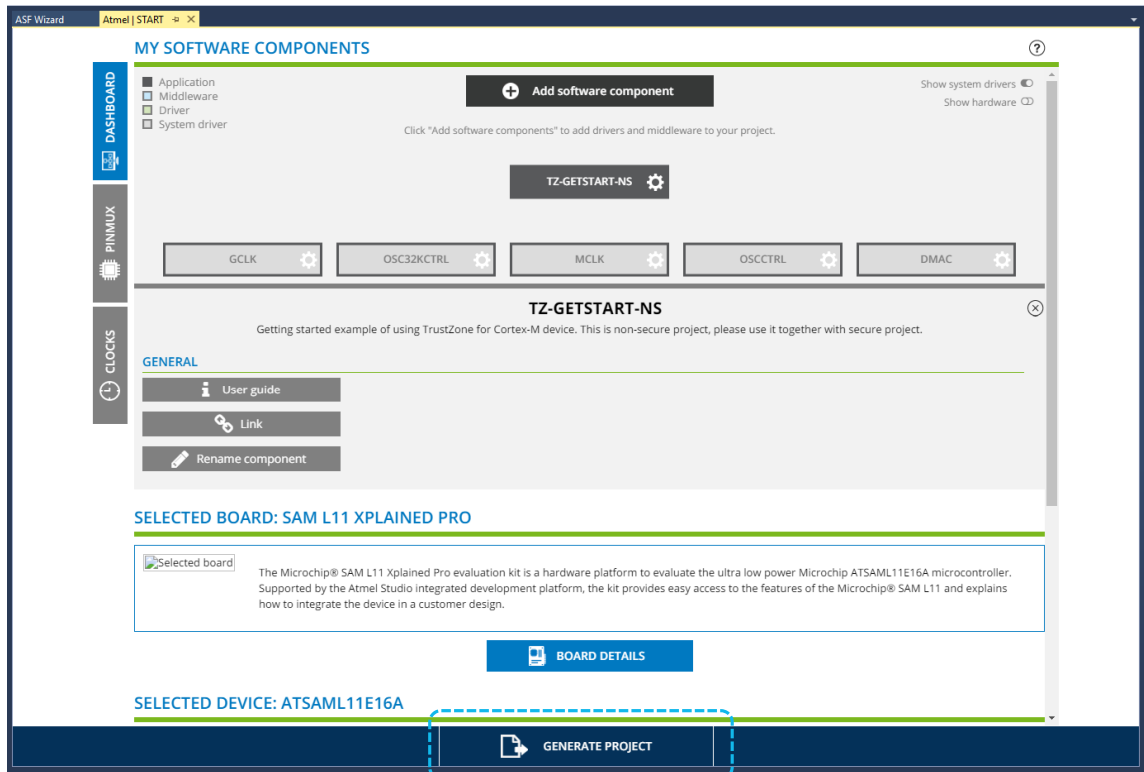 ASF Wizard
Atmel | START
MY SOFTWARE COMPONENTS
?
DASHBOARD
PINMUX
CLOCKS
Application
Middleware
Driver
System driver
Add software component
Show system drivers
Show hardware
Click "Add software components" to add drivers and middleware to your project.
TZ-GETSTART-NS
GCLK
OSC32KCTRL
MCLK
OSCCTRL
DMAC
TZ-GETSTART-NS
Getting started example of using TrustZone for Cortex-M device. This is non-secure project, please use it together with secure project.
GENERAL
User guide
Link
Rename component
SELECTED BOARD: SAM L11 XPLAINED PRO
Selected board
The Microchip® SAM L11 Xplained Pro evaluation kit is a hardware platform to evaluate the ultra low power Microchip ATSAML11E16A microcontroller.
Supported by the Atmel Studio integrated development platform, the kit provides easy access to the features of the Microchip® SAM L11 and explains
how to integrate the device in a customer design.
BOARD DETAILS
SELECTED DEVICE: ATSAML11E16A
GENERATE PROJECT